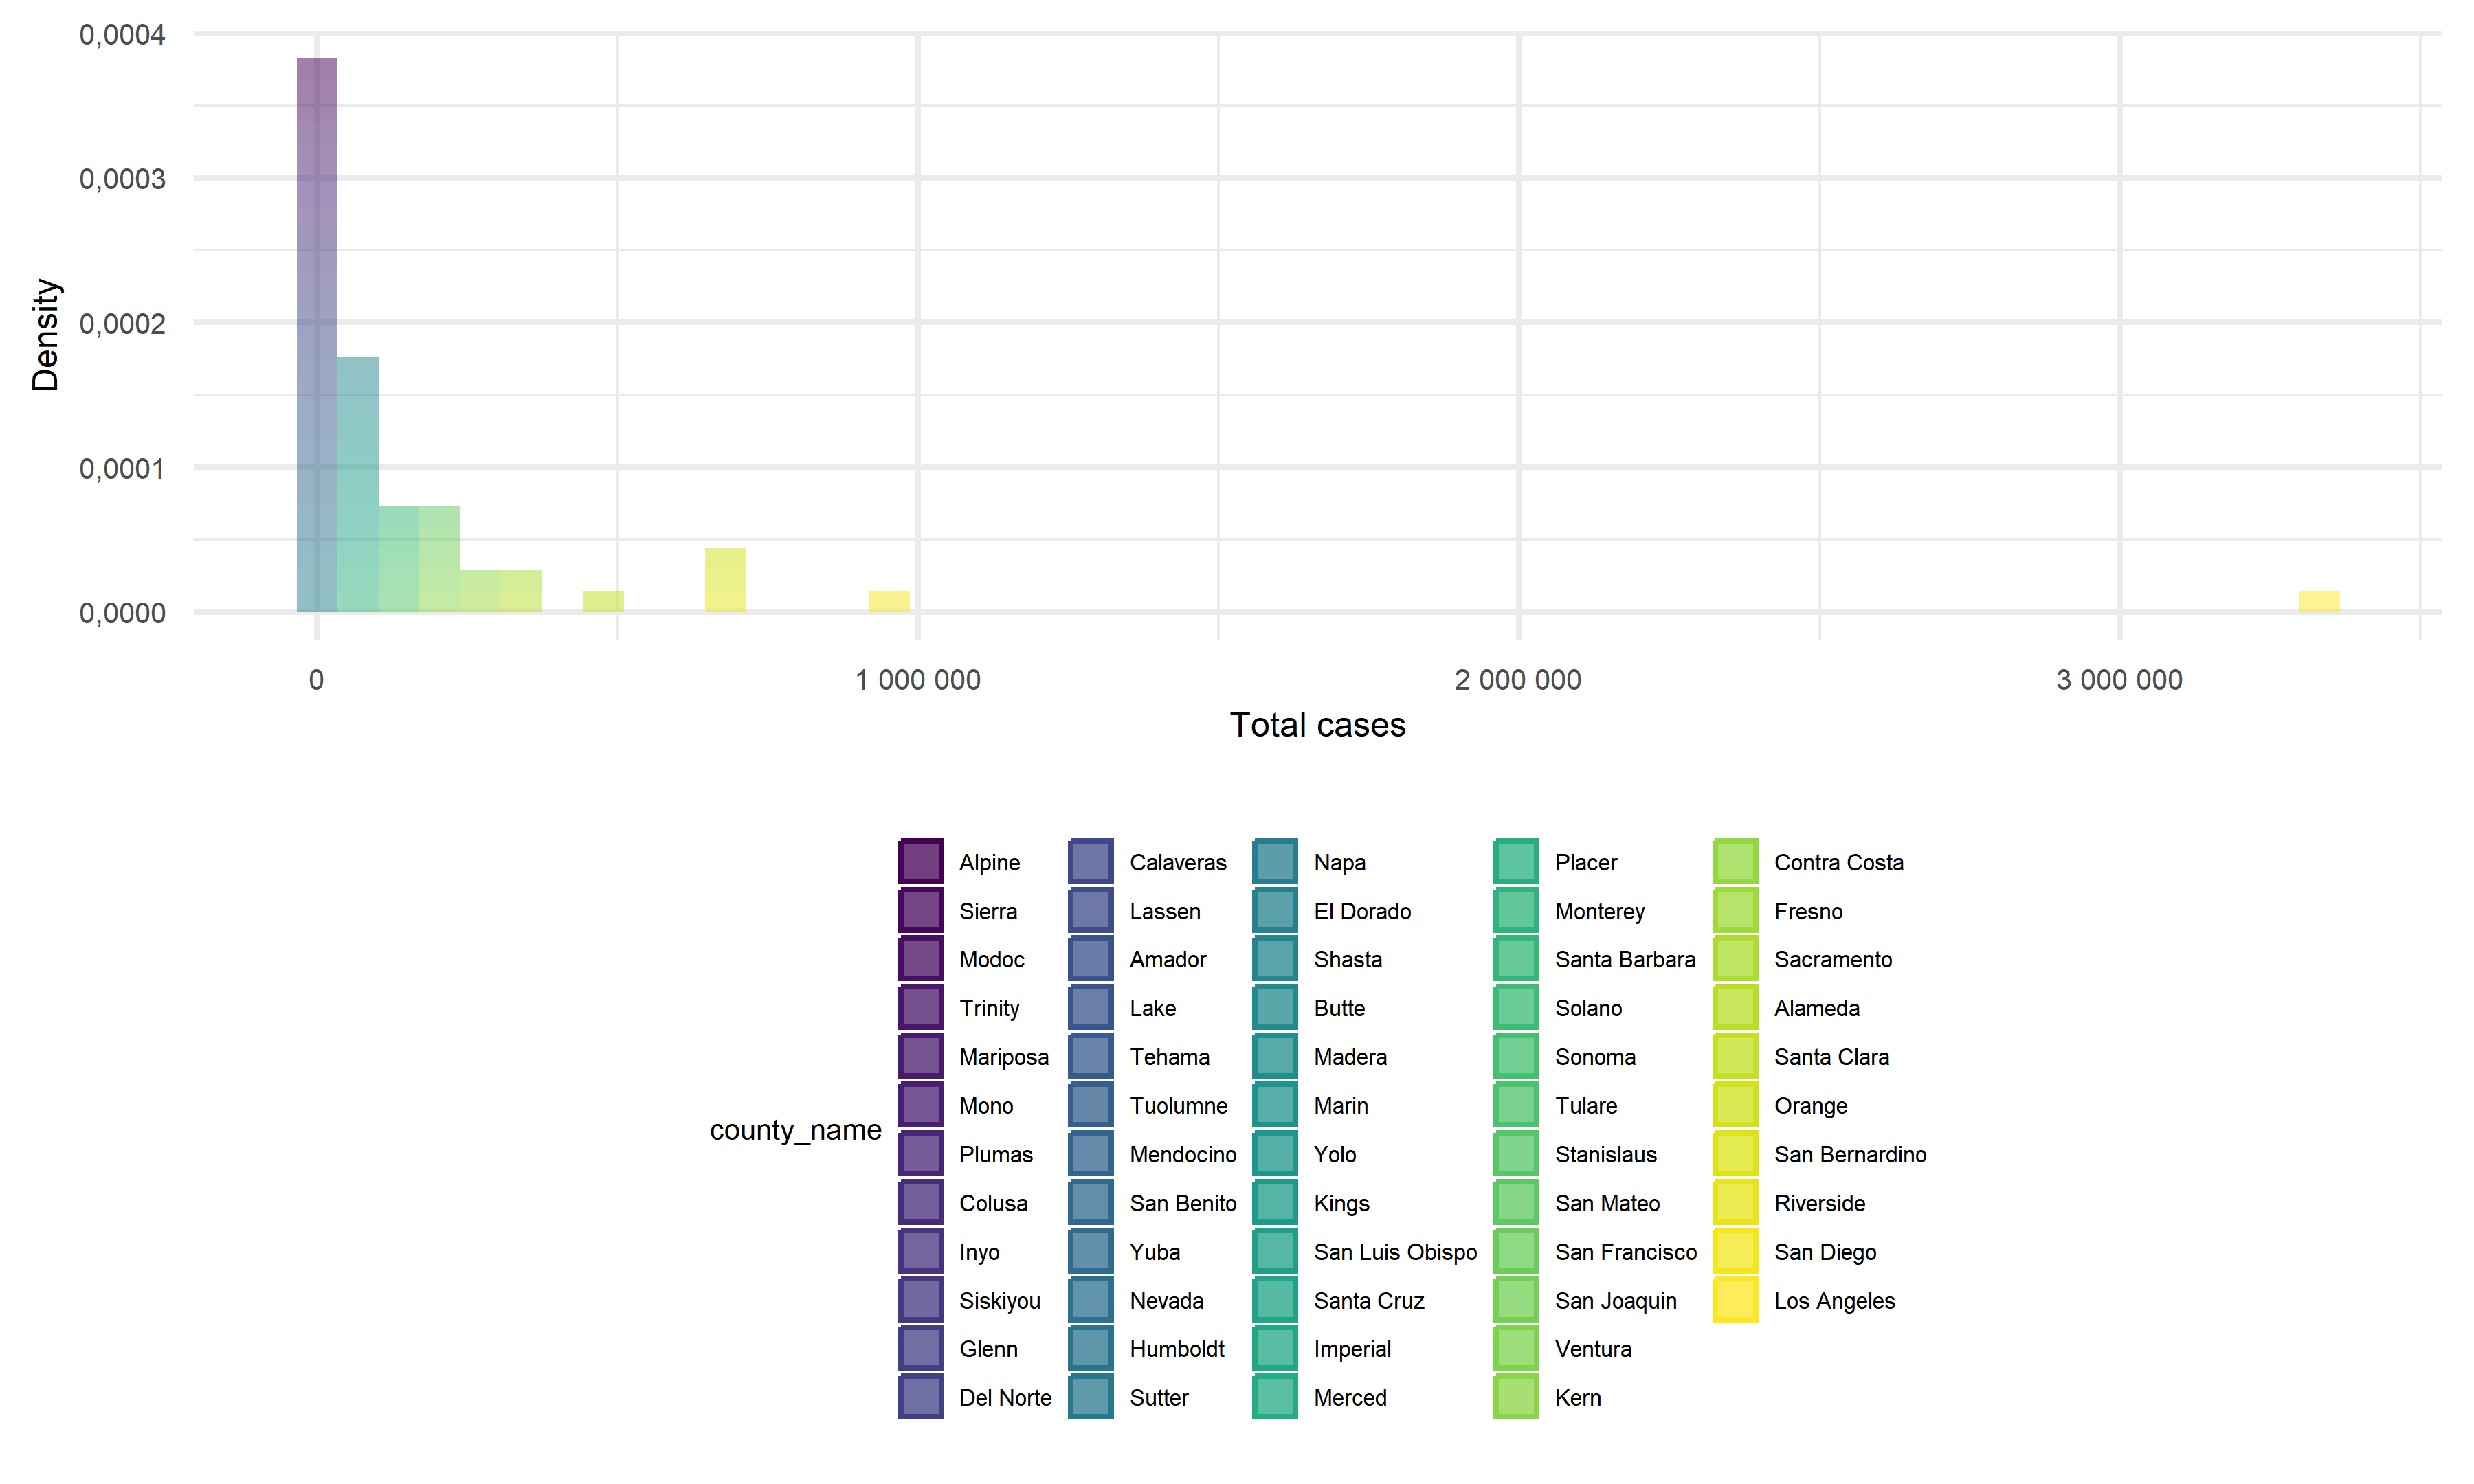 0,0004
0,0003
0,0002
0,0001
0,0000
Density
0 1 000 000 2 000 000 3 000 000
Total cases
county_name
Alpine
Sierra
Modoc
Trinity
Mariposa
Mono
Plumas
Colusa
Inyo
Siskiyou
Glenn
Del Norte
Calaveras
Lassen
Amador
Lake
Tehama
Tuolumne
Mendocino
San Benito
Yuba
Nevada
Humboldt
Sutter
Napa
El Dorado
Shasta
Butte
Madera
Marin
Yolo
Kings
San Luis Obispo
Santa Cruz
Imperial
Merced
Placer
Monterey
Santa Barbara
Solano
Sonoma
Tulare
Stanislaus
San Mateo
San Francisco
San Joaquin
Ventura
Kern
Contra Costa
Fresno
Sacramento
Alameda
Santa Clara
Orange
San Bernardino
Riverside
San Diego
Los Angeles